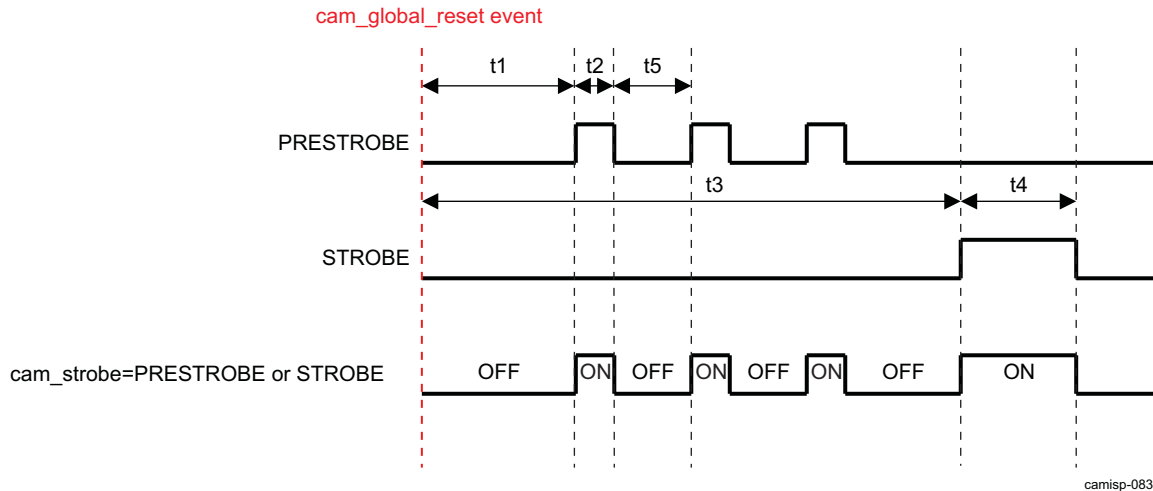 cam_global_reset event
t1
t2
t5
PRESTROBE
t3
t4
STROBE
cam_strobe=PRESTROBE or STROBE
OFF
ON
OFF
ON
OFF
ON
OFF
ON
camisp-083